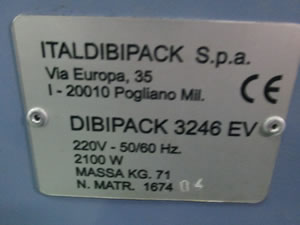 ITALDIBIPACK S.p.a.
Via Europa, 35
I - 20010 Pogliano Mil.
CE
DIBIPACK 3246 EV
220V - 50/60 Hz.
2100 W
MASSA KG. 71
N. MATR. 1674 04